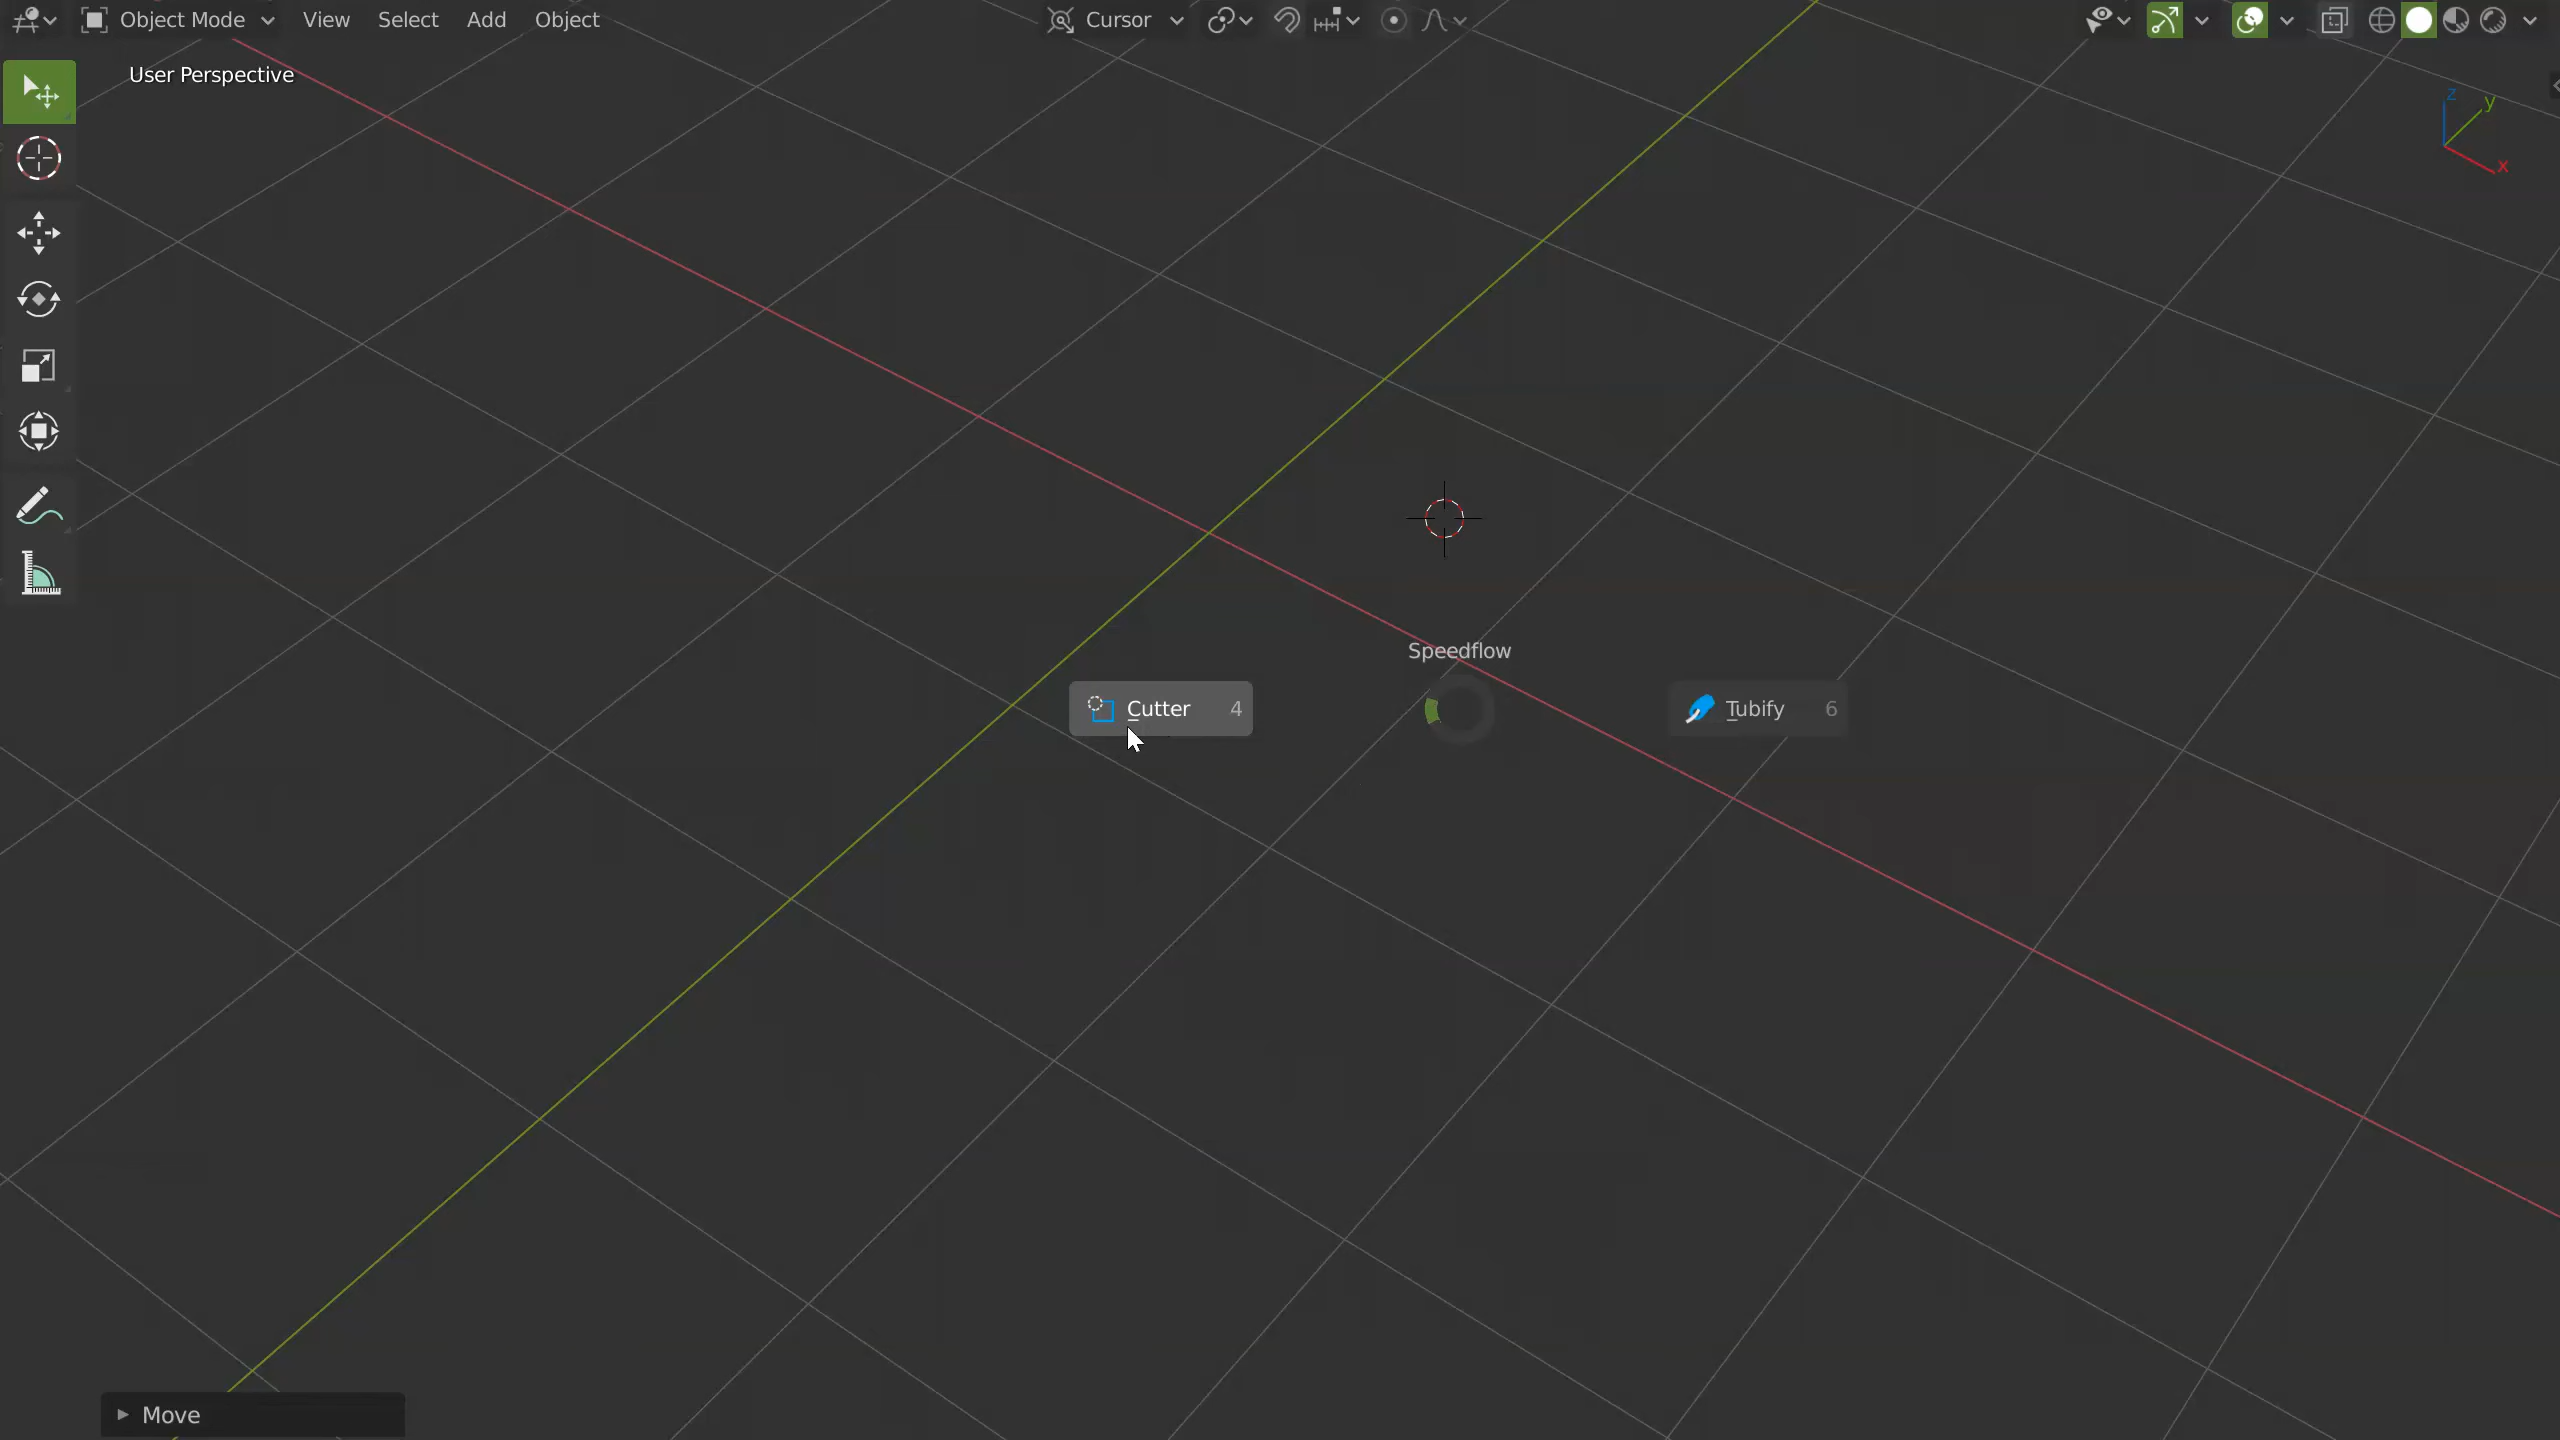 Object Mode View Select Add Object Cursor
User Perspective
z y
x
Speedflow
Cutter 4 Tubify 6
Move